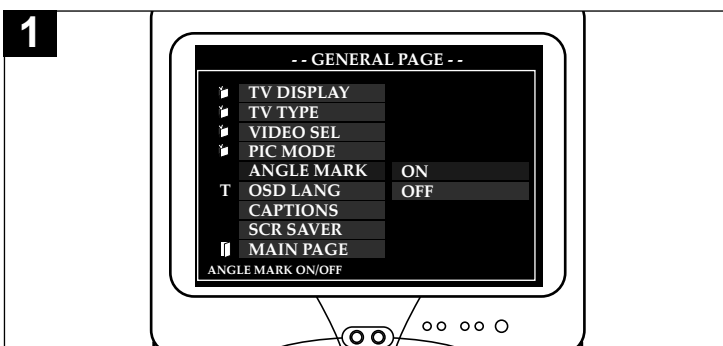 1
- - GENERAL PAGE - -
TV DISPLAY
TV TYPE
VIDEO SEL
PIC MODE
ANGLE MARK ON
T OSD LANG OFF
CAPTIONS
SCR SAVER
MAIN PAGE
ANGLE MARK ON/OFF